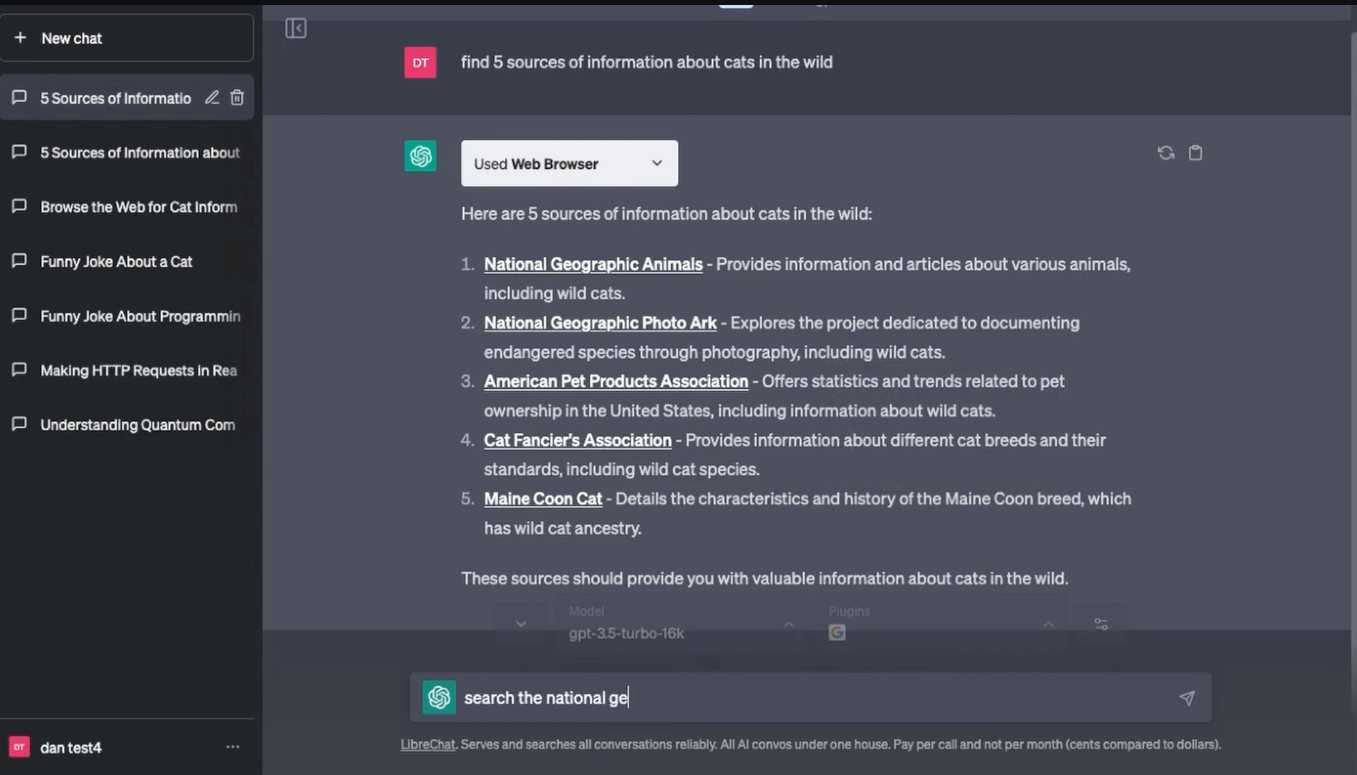 New chat
5 Sources of Informatio
5 Sources of Information about
Browse the Web for Cat Inform
Funny Joke About a Cat
Funny Joke About Programmin
Making HTTP Requests in Rea
Understanding Quantum Com
DT dan test4
DT find 5 sources of information about cats in the wild
Used Web Browser
Here are 5 sources of information about cats in the wild:
1. National Geographic Animals - Provides information and articles about various animals,
including wild cats.
2. National Geographic Photo Ark - Explores the project dedicated to documenting
endangered species through photography, including wild cats.
3. American Pet Products Association - Offers statistics and trends related to pet
ownership in the United States, including information about wild cats.
4. Cat Fancier's Association - Provides information about different cat breeds and their
standards, including wild cat species.
5. Maine Coon Cat - Details the characteristics and history of the Maine Coon breed, which
has wild cat ancestry.
These sources should provide you with valuable information about cats in the wild.
Model
gpt-3.5-turbo-16k
Plugins
search the national ge
LibreChat. Serves and searches all conversations reliably. All AI convos under one house. Pay per call and not per month (cents compared to dollars).